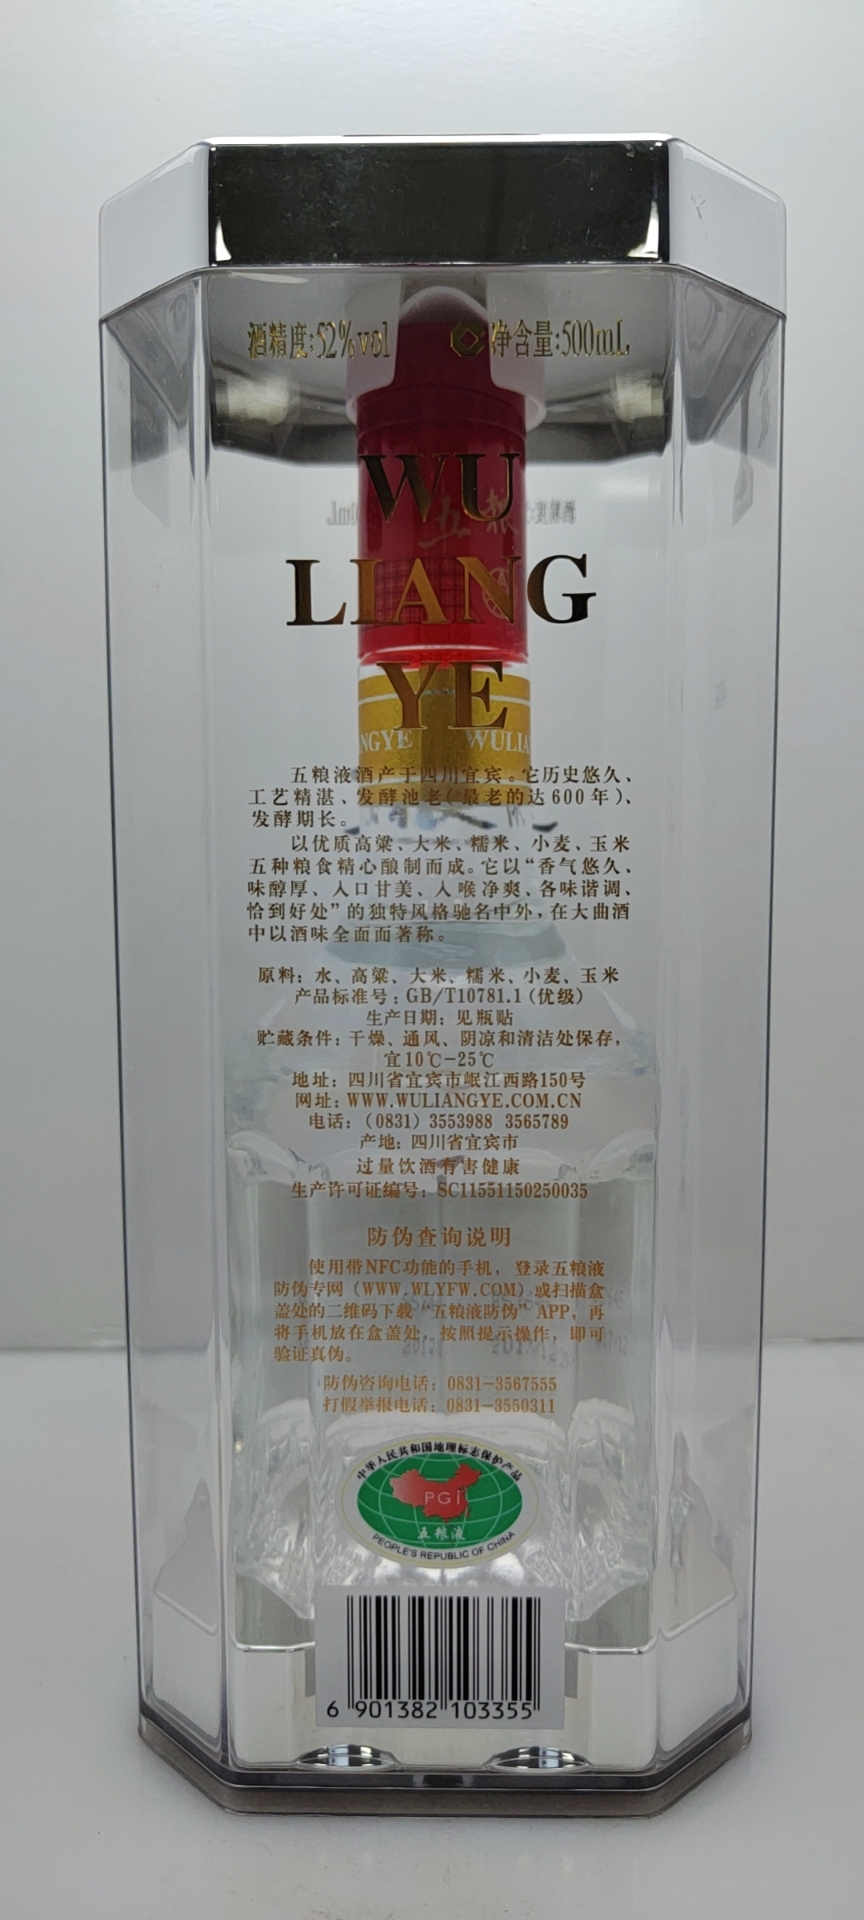 酒精度:52%vol 净含量:500mL
WU
LIANG
YE
NGYE WULIA
五粮液酒产于四川宜宾。它历史悠久、
工艺精湛、发酵池老(最老的达600年)、
发酵期长。
以优质高粱、大米、糯米、小麦、玉米
五种粮食精心酿制而成。它以“香气悠久、
味醇厚、入口甘美、入喉净爽、各味谐调、
恰到好处”的独特风格驰名中外,在大曲酒
中以酒味全面而著称。
原料: 水、高粱、大米、糯米、小麦、玉米
产品标准号: GB/T10781.1 (优级)
生产日期: 见瓶贴
贮藏条件: 干燥、通风、阴凉和清洁处保存,
宜10℃-25℃
地址: 四川省宜宾市岷江西路150号
网址: WWW.WULIANGYE.COM.CN
电话: (0831) 3553988 3565789
产地: 四川省宜宾市
过量饮酒有害健康
生产许可证编号: SC11551150250035
防伪查询说明
使用带NFC功能的手机, 登录五粮液
防伪专网 (WWW.WLYFW.COM) 或扫描盒
盖处的二维码下载“五粮液防伪”APP, 再
将手机放在盒盖处, 按照提示操作, 即可
验证真伪。
防伪咨询电话: 0831-3567555
打假举报电话: 0831-3550311
中华人民共和国地理标志保护产品
PGI
五粮液
PEOPLE'S REPUBLIC OF CHINA
6 901382 103355